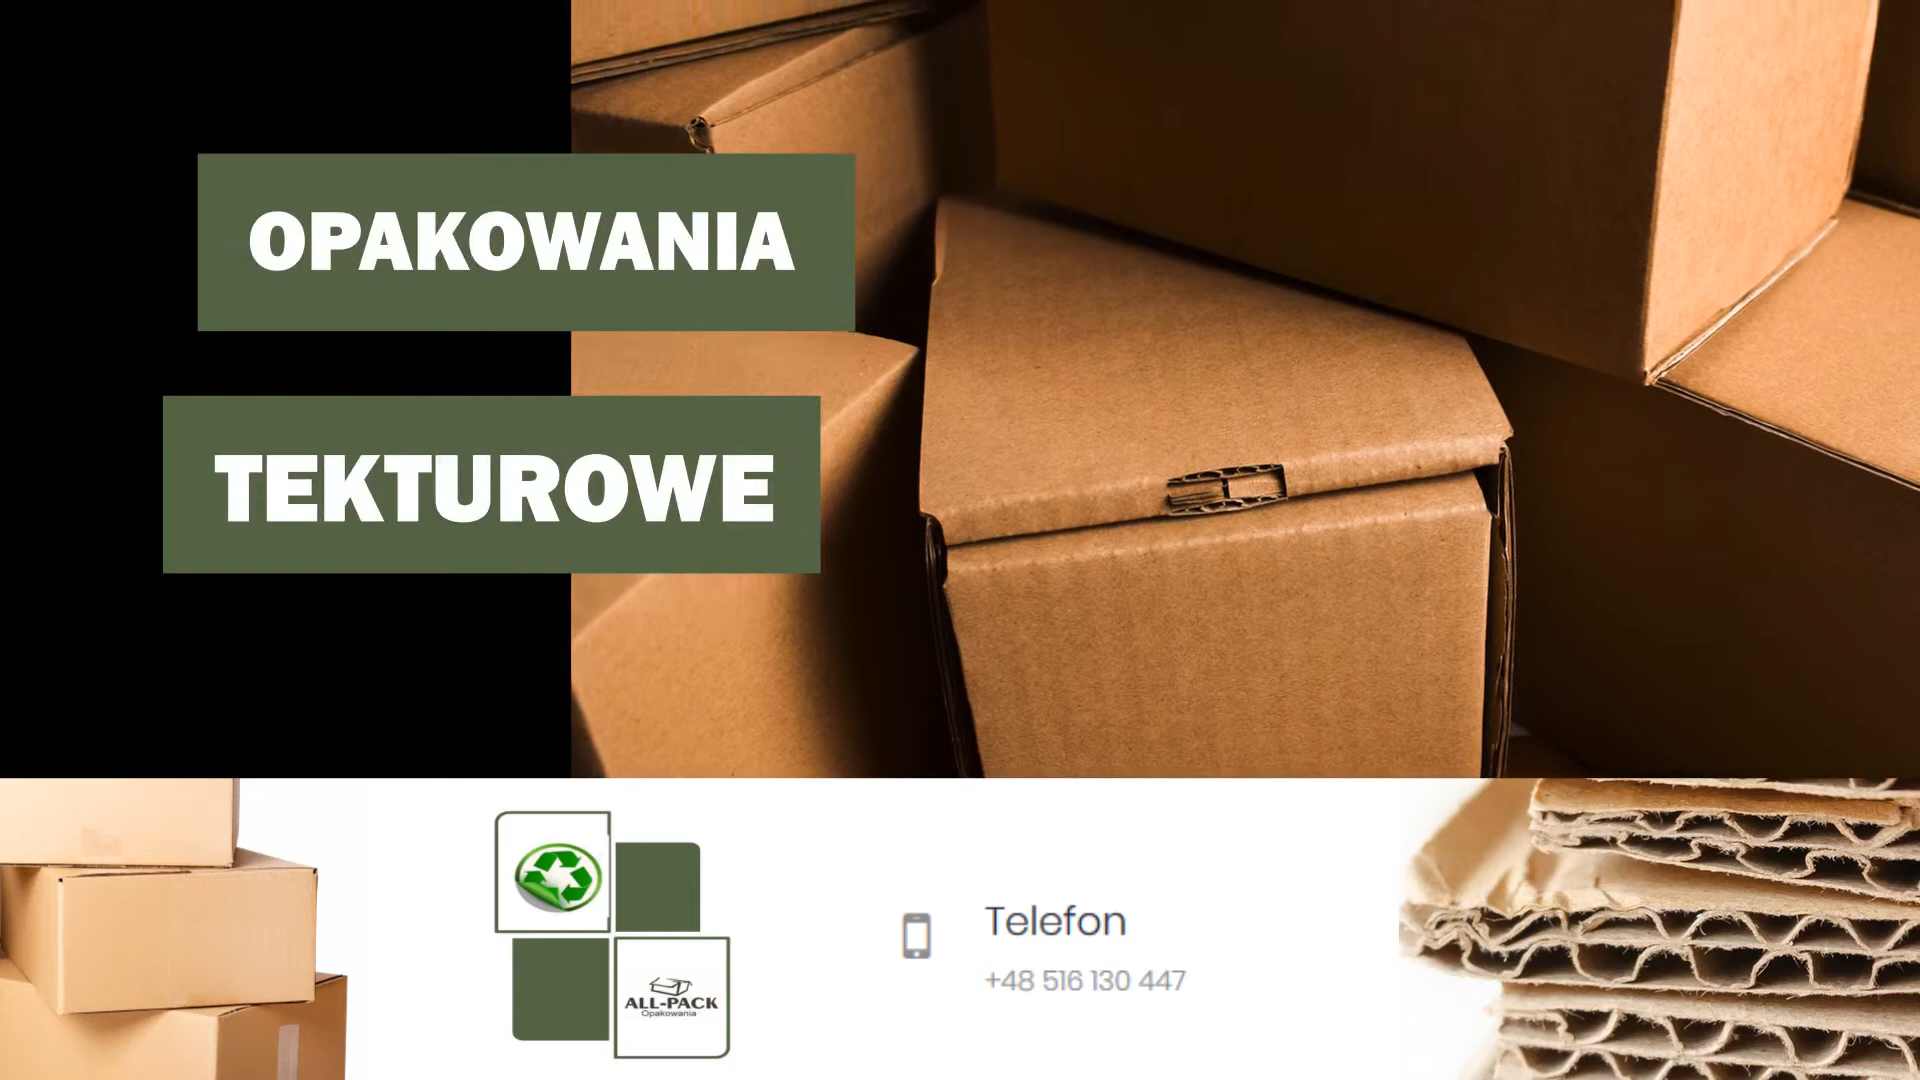 OPAKOWANIA
TEKTUROWE
ALL-PACK
Opakowania
Telefon
+48 516 130 447